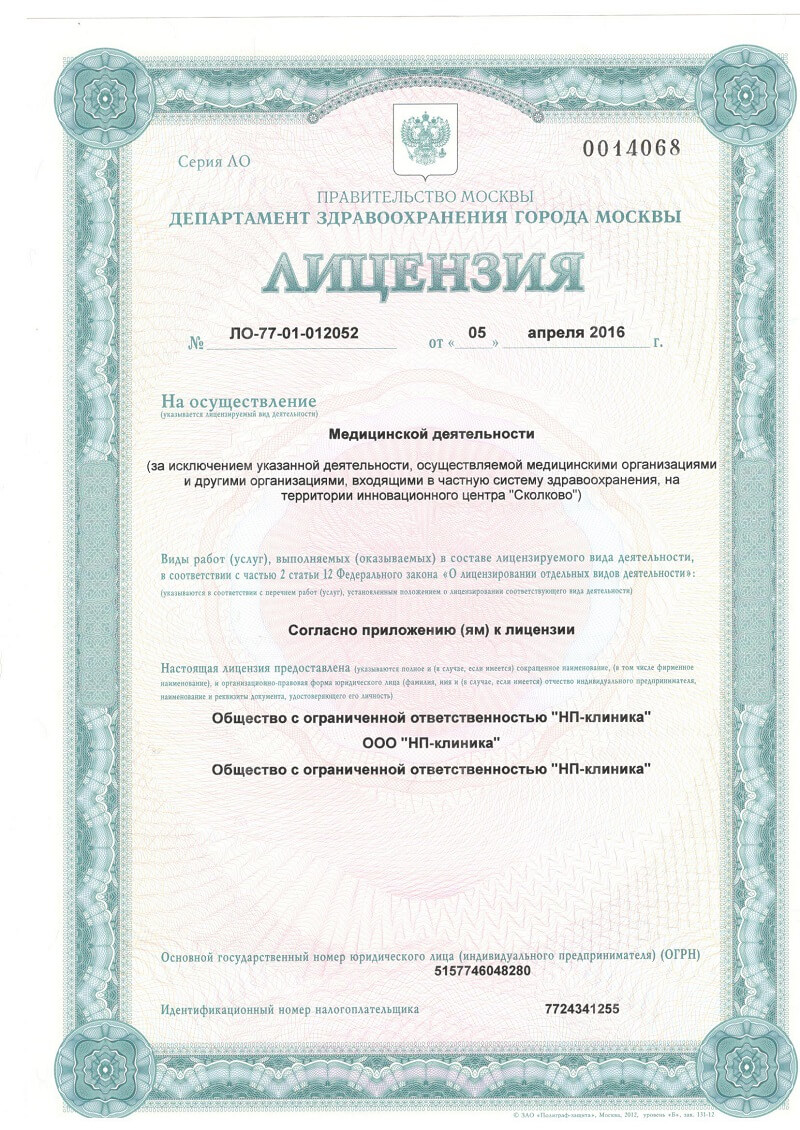 Серия ЛО
0014068
ПРАВИТЕЛЬСТВО МОСКВЫ
ДЕПАРТАМЕНТ ЗДРАВООХРАНЕНИЯ ГОРОДА МОСКВЫ
ЛИЦЕНЗИЯ
№ ЛО-77-01-012052 от « 05 » апреля 2016 г.
На осуществление
(указывается лицензируемый вид деятельности)
Медицинской деятельности
(за исключением указанной деятельности, осуществляемой медицинскими организациями
и другими организациями, входящими в частную систему здравоохранения, на
территории инновационного центра "Сколково")
Виды работ (услуг), выполняемых (оказываемых) в составе лицензируемого вида деятельности,
в соответствии с частью 2 статьи 12 Федерального закона «О лицензировании отдельных видов деятельности»:
(указываются в соответствии с перечнем работ (услуг), установленным положением о лицензировании соответствующего вида деятельности)
Согласно приложению (ям) к лицензии
Настоящая лицензия предоставлена (указываются полное и (в случае, если имеется) сокращенное наименование, (в том числе фирменное
наименование), и организационно-правовая форма юридического лица (фамилия, имя и (в случае, если имеется) отчество индивидуального предпринимателя,
наименование и реквизиты документа, удостоверяющего его личность)
Общество с ограниченной ответственностью "НП-клиника"
ООО "НП-клиника"
Общество с ограниченной ответственностью "НП-клиника"
Основной государственный номер юридического лица (индивидуального предпринимателя) (ОГРН)
5157746048280
Идентификационный номер налогоплательщика 7724341255
© ЗАО «Полиграф-защита», Москва, 2012, уровень «Б», зак. 131-12